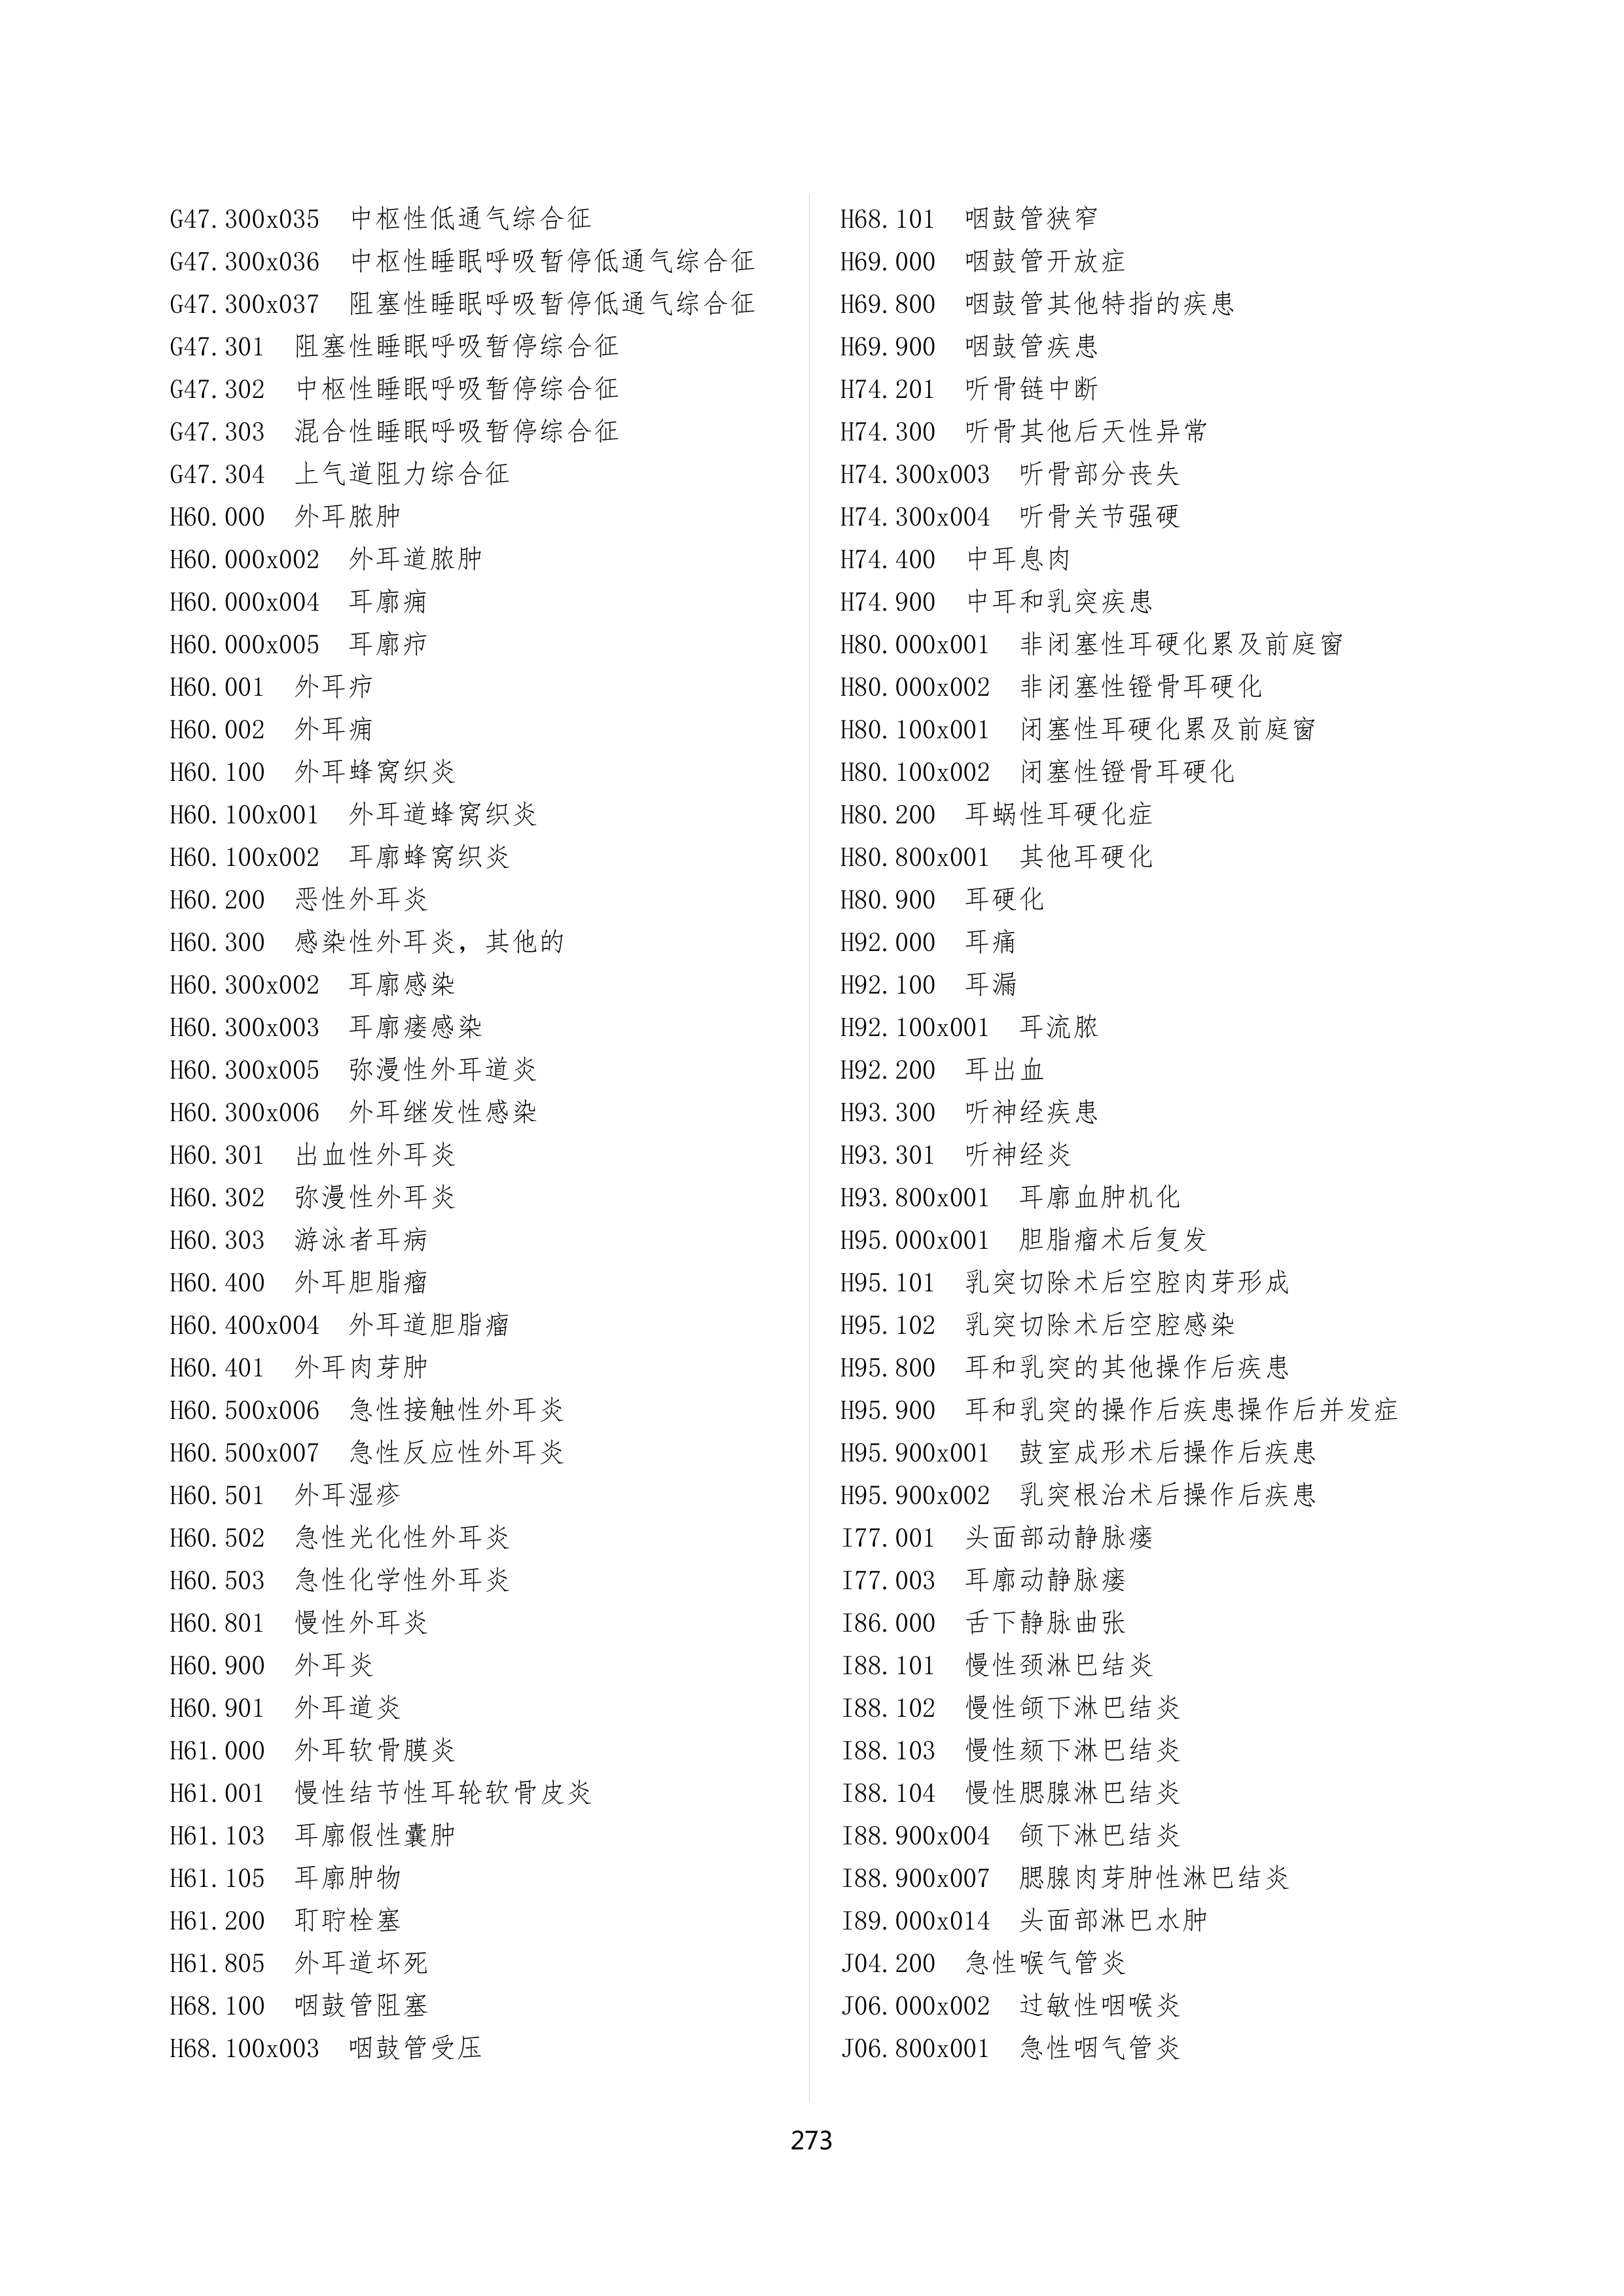 G47.300x035 中枢性低通气综合征
G47.300x036 中枢性睡眠呼吸暂停低通气综合征
G47.300x037 阻塞性睡眠呼吸暂停低通气综合征
G47.301 阻塞性睡眠呼吸暂停综合征
G47.302 中枢性睡眠呼吸暂停综合征
G47.303 混合性睡眠呼吸暂停综合征
G47.304 上气道阻力综合征
H60.000 外耳脓肿
H60.000x002 外耳道脓肿
H60.000x004 耳廓痈
H60.000x005 耳廓疖
H60.001 外耳疖
H60.002 外耳痈
H60.100 外耳蜂窝织炎
H60.100x001 外耳道蜂窝织炎
H60.100x002 耳廓蜂窝织炎
H60.200 恶性外耳炎
H60.300 感染性外耳炎，其他的
H60.300x002 耳廓感染
H60.300x003 耳廓瘘感染
H60.300x005 弥漫性外耳道炎
H60.300x006 外耳继发性感染
H60.301 出血性外耳炎
H60.302 弥漫性外耳炎
H60.303 游泳者耳病
H60.400 外耳胆脂瘤
H60.400x004 外耳道胆脂瘤
H60.401 外耳肉芽肿
H60.500x006 急性接触性外耳炎
H60.500x007 急性反应性外耳炎
H60.501 外耳湿疹
H60.502 急性光化性外耳炎
H60.503 急性化学性外耳炎
H60.801 慢性外耳炎
H60.900 外耳炎
H60.901 外耳道炎
H61.000 外耳软骨膜炎
H61.001 慢性结节性耳轮软骨皮炎
H61.103 耳廓假性囊肿
H61.105 耳廓肿物
H61.200 耵聍栓塞
H61.805 外耳道坏死
H68.100 咽鼓管阻塞
H68.100x003 咽鼓管受压
H68.101 咽鼓管狭窄
H69.000 咽鼓管开放症
H69.800 咽鼓管其他特指的疾患
H69.900 咽鼓管疾患
H74.201 听骨链中断
H74.300 听骨其他后天性异常
H74.300x003 听骨部分丧失
H74.300x004 听骨关节强硬
H74.400 中耳息肉
H74.900 中耳和乳突疾患
H80.000x001 非闭塞性耳硬化累及前庭窗
H80.000x002 非闭塞性镫骨耳硬化
H80.100x001 闭塞性耳硬化累及前庭窗
H80.100x002 闭塞性镫骨耳硬化
H80.200 耳蜗性耳硬化症
H80.800x001 其他耳硬化
H80.900 耳硬化
H92.000 耳痛
H92.100 耳漏
H92.100x001 耳流脓
H92.200 耳出血
H93.300 听神经疾患
H93.301 听神经炎
H93.800x001 耳廓血肿机化
H95.000x001 胆脂瘤术后复发
H95.101 乳突切除术后空腔肉芽形成
H95.102 乳突切除术后空腔感染
H95.800 耳和乳突的其他操作后疾患
H95.900 耳和乳突的操作后疾患操作后并发症
H95.900x001 鼓室成形术后操作后疾患
H95.900x002 乳突根治术后操作后疾患
I77.001 头面部动静脉瘘
I77.003 耳廓动静脉瘘
I86.000 舌下静脉曲张
I88.101 慢性颈淋巴结炎
I88.102 慢性颌下淋巴结炎
I88.103 慢性颏下淋巴结炎
I88.104 慢性腮腺淋巴结炎
I88.900x004 颌下淋巴结炎
I88.900x007 腮腺肉芽肿性淋巴结炎
I89.000x014 头面部淋巴水肿
J04.200 急性喉气管炎
J06.000x002 过敏性咽喉炎
J06.800x001 急性咽气管炎
273